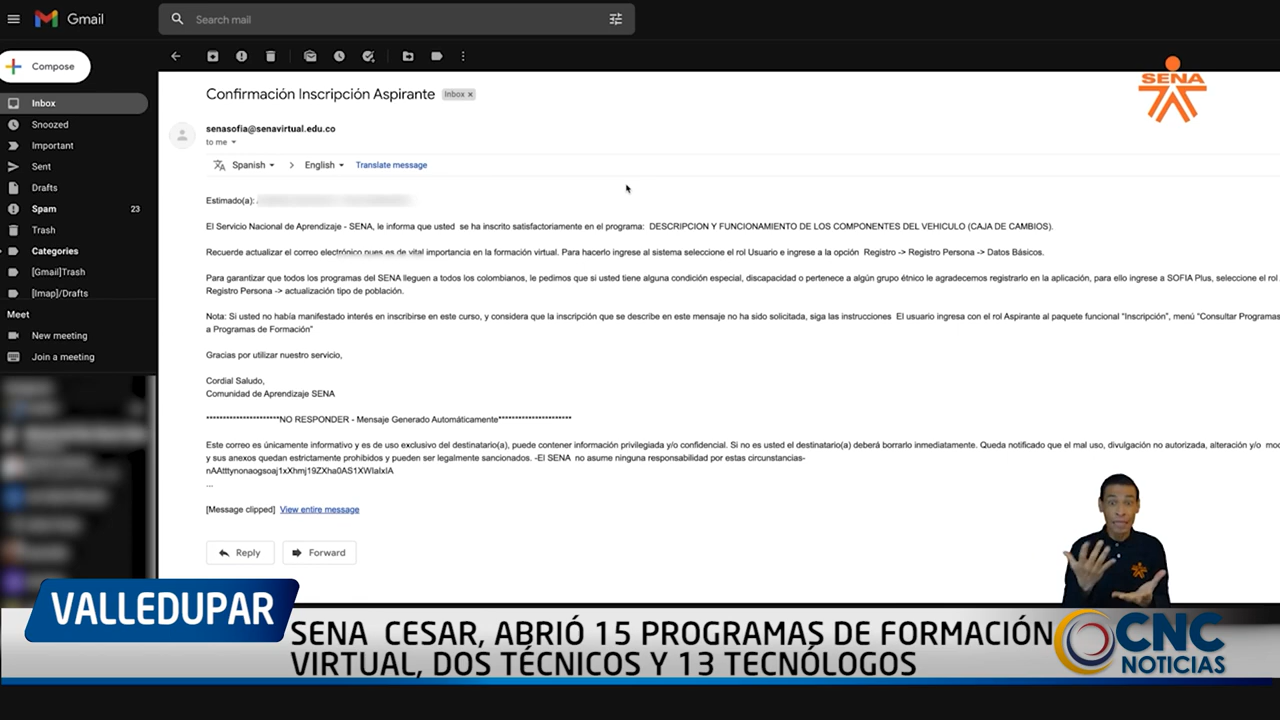 Gmail
Search mail
Compose
Inbox
Snoozed
Important
Sent
Drafts
Spam 23
Trash
Categories
[Gmail]Trash
[Imap]/Drafts
Meet
New meeting
Join a meeting
Confirmación Inscripción Aspirante Inbox x
senasofia@senavirtual.edu.co
to me
Spanish > English Translate message
Estimado(a):
El Servicio Nacional de Aprendizaje - SENA, le informa que usted se ha inscrito satisfactoriamente en el programa: DESCRIPCION Y FUNCIONAMIENTO DE LOS COMPONENTES DEL VEHICULO (CAJA DE CAMBIOS).
Recuerde actualizar el correo electrónico pues es de vital importancia en la formación virtual. Para hacerlo ingrese al sistema seleccione el rol Usuario e ingrese a la opción Registro -> Registro Persona -> Datos Básicos.
Para garantizar que todos los programas del SENA lleguen a todos los colombianos, le pedimos que si usted tiene alguna condición especial, discapacidad o pertenece a algún grupo étnico le agradecemos registrarlo en la aplicación, para ello ingrese a SOFIA Plus, seleccione el rol
Registro Persona -> actualización tipo de población.
Nota: Si usted no había manifestado interés en inscribirse en este curso, y considera que la inscripción que se describe en este mensaje no ha sido solicitada, siga las instrucciones El usuario ingresa con el rol Aspirante al paquete funcional "Inscripción", menú "Consultar Programas
a Programas de Formación"
Gracias por utilizar nuestro servicio,
Cordial Saludo,
Comunidad de Aprendizaje SENA
**********************NO RESPONDER - Mensaje Generado Automáticamente**********************
Este correo es únicamente informativo y es de uso exclusivo del destinatario(a), puede contener información privilegiada y/o confidencial. Si no es usted el destinatario(a) deberá borrarlo inmediatamente. Queda notificado que el mal uso, divulgación no autorizada, alteración y/o
y sus anexos quedan estrictamente prohibidos y pueden ser legalmente sancionados. -El SENA no asume ninguna responsabilidad por estas circunstancias-
...
[Message clipped] View entire message
Reply Forward
SENA
VALLEDUPAR
SENA CESAR, ABRIÓ 15 PROGRAMAS DE FORMACIÓN
VIRTUAL, DOS TÉCNICOS Y 13 TECNÓLOGOS
CNC
NOTICIAS